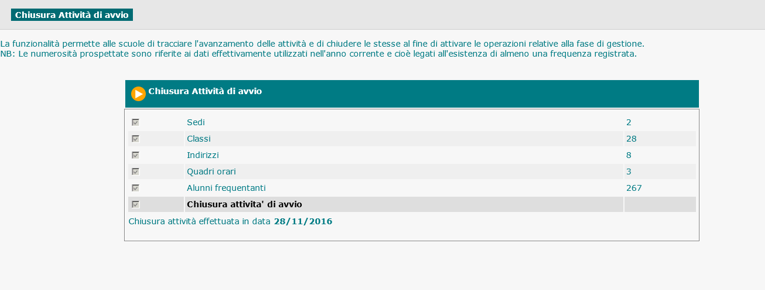 Chiusura Attività di avvio
La funzionalità permette alle scuole di tracciare l'avanzamento delle attività e di chiudere le stesse al fine di attivare le operazioni relative alla fase di gestione.
NB: Le numerosità prospettate sono riferite ai dati effettivamente utilizzati nell'anno corrente e cioè legati all'esistenza di almeno una frequenza registrata.
Chiusura Attività di avvio
Sedi 2
Classi 28
Indirizzi 8
Quadri orari 3
Alunni frequentanti 267
Chiusura attivita' di avvio
Chiusura attività effettuata in data 28/11/2016